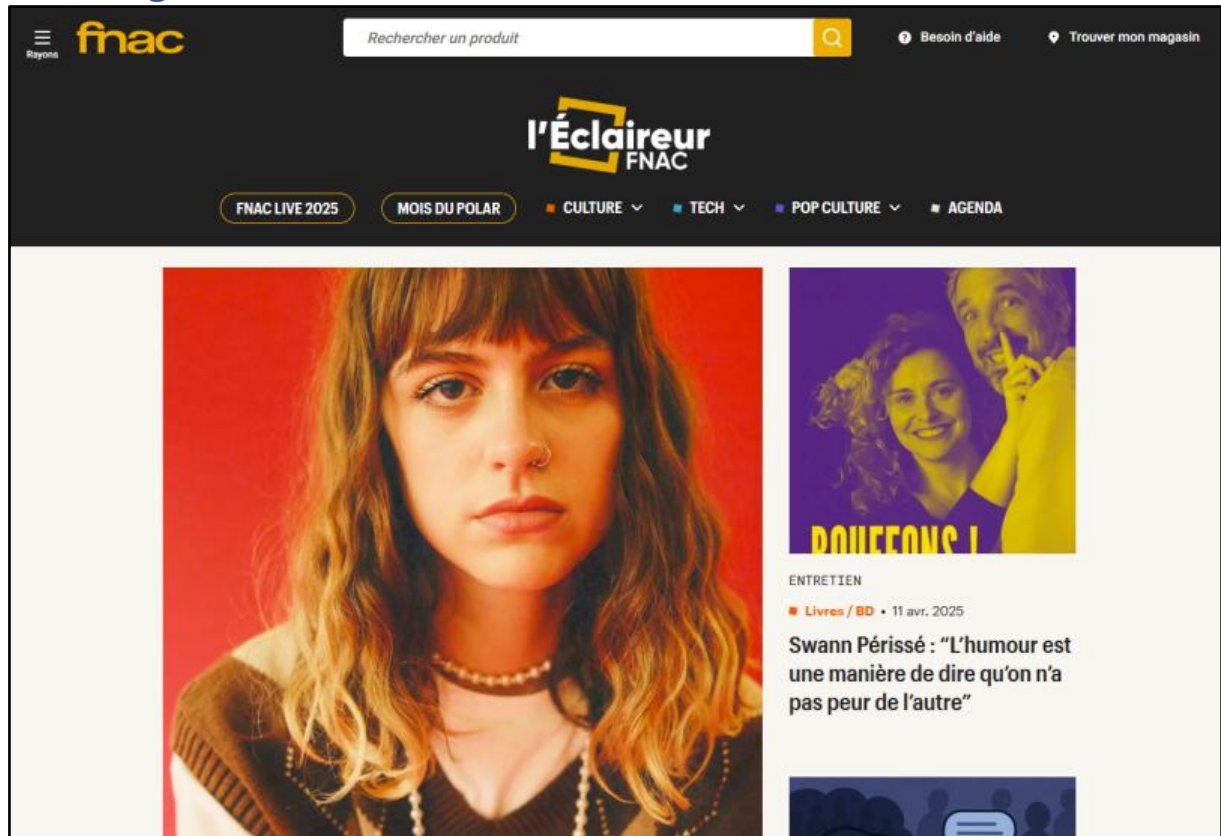 fnac
Rayons
Rechercher un produit
Besoin d'aide
Trouver mon magasin
l'Éclaireur
FNAC
FNAC LIVE 2025
MOIS DU POLAR
CULTURE
TECH
POP CULTURE
AGENDA
BOUFFONS !
ENTRETIEN
Livres / BD • 11 avr. 2025
Swann Périssé : “L’humour est
une manière de dire qu’on n’a
pas peur de l’autre”